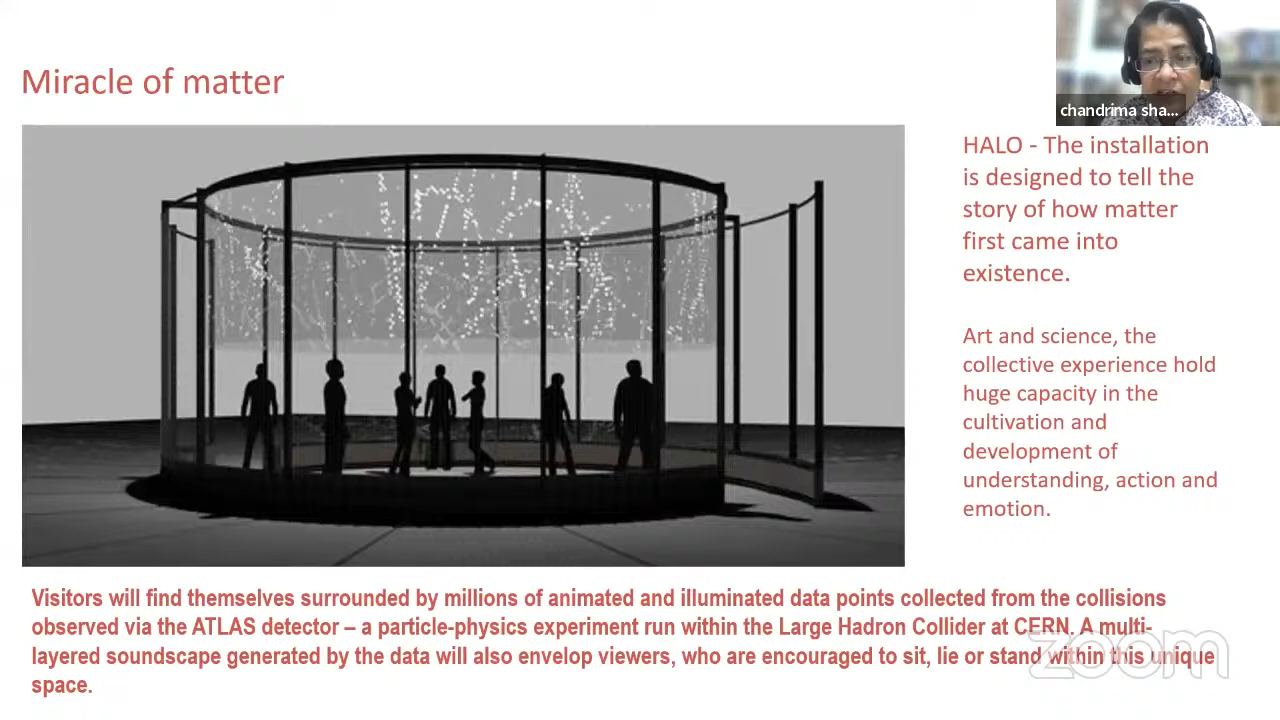 Miracle of matter
chandrima sha...
HALO - The installation
is designed to tell the
story of how matter
first came into
existence.
Art and science, the
collective experience hold
huge capacity in the
cultivation and
development of
understanding, action and
emotion.
Visitors will find themselves surrounded by millions of animated and illuminated data points collected from the collisions
observed via the ATLAS detector – a particle-physics experiment run within the Large Hadron Collider at CERN. A multi-
layered soundscape generated by the data will also envelop viewers, who are encouraged to sit, lie or stand within this unique
space.
zoom